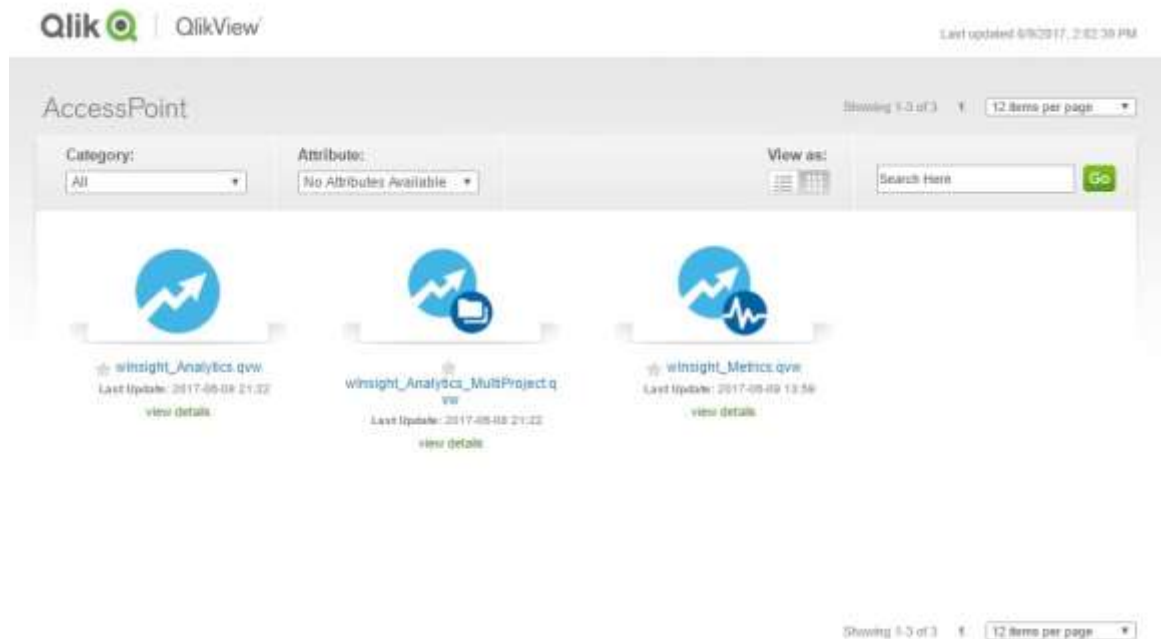 Qlik QlikView
Last updated 6/9/2017, 2:02:39 PM
AccessPoint
Showing 1-3 of 3 1 12 items per page
Category: Attribute: View as:
All No Attributes Available Search Here Go
wInsight_Analytics.qvw
Last Update: 2017-06-08 21:22
view details
wInsight_Analytics_MultiProject.q
vw
Last Update: 2017-06-08 21:22
view details
wInsight_Metrics.qvw
Last Update: 2017-06-09 13:59
view details
Showing 1-3 of 3 1 12 items per page